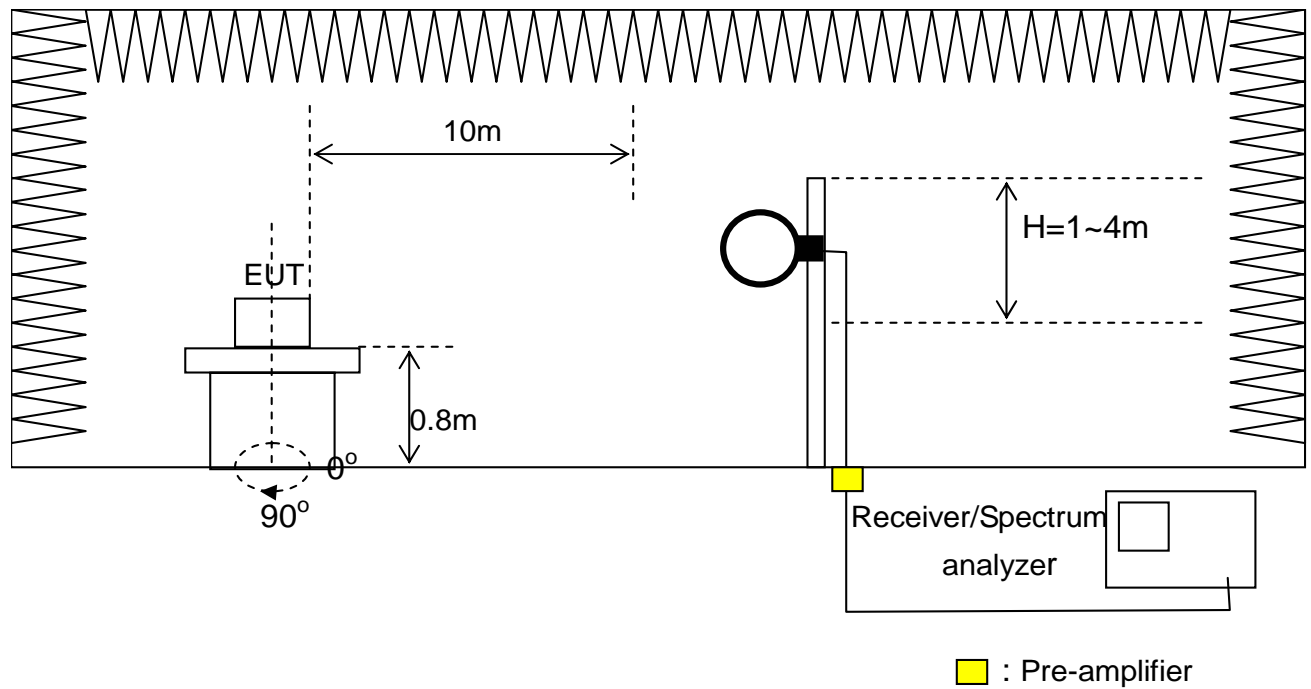 10m
H=1~4m
EUT
0.8m
0°
90°
Receiver/Spectrum
analyzer
: Pre-amplifier